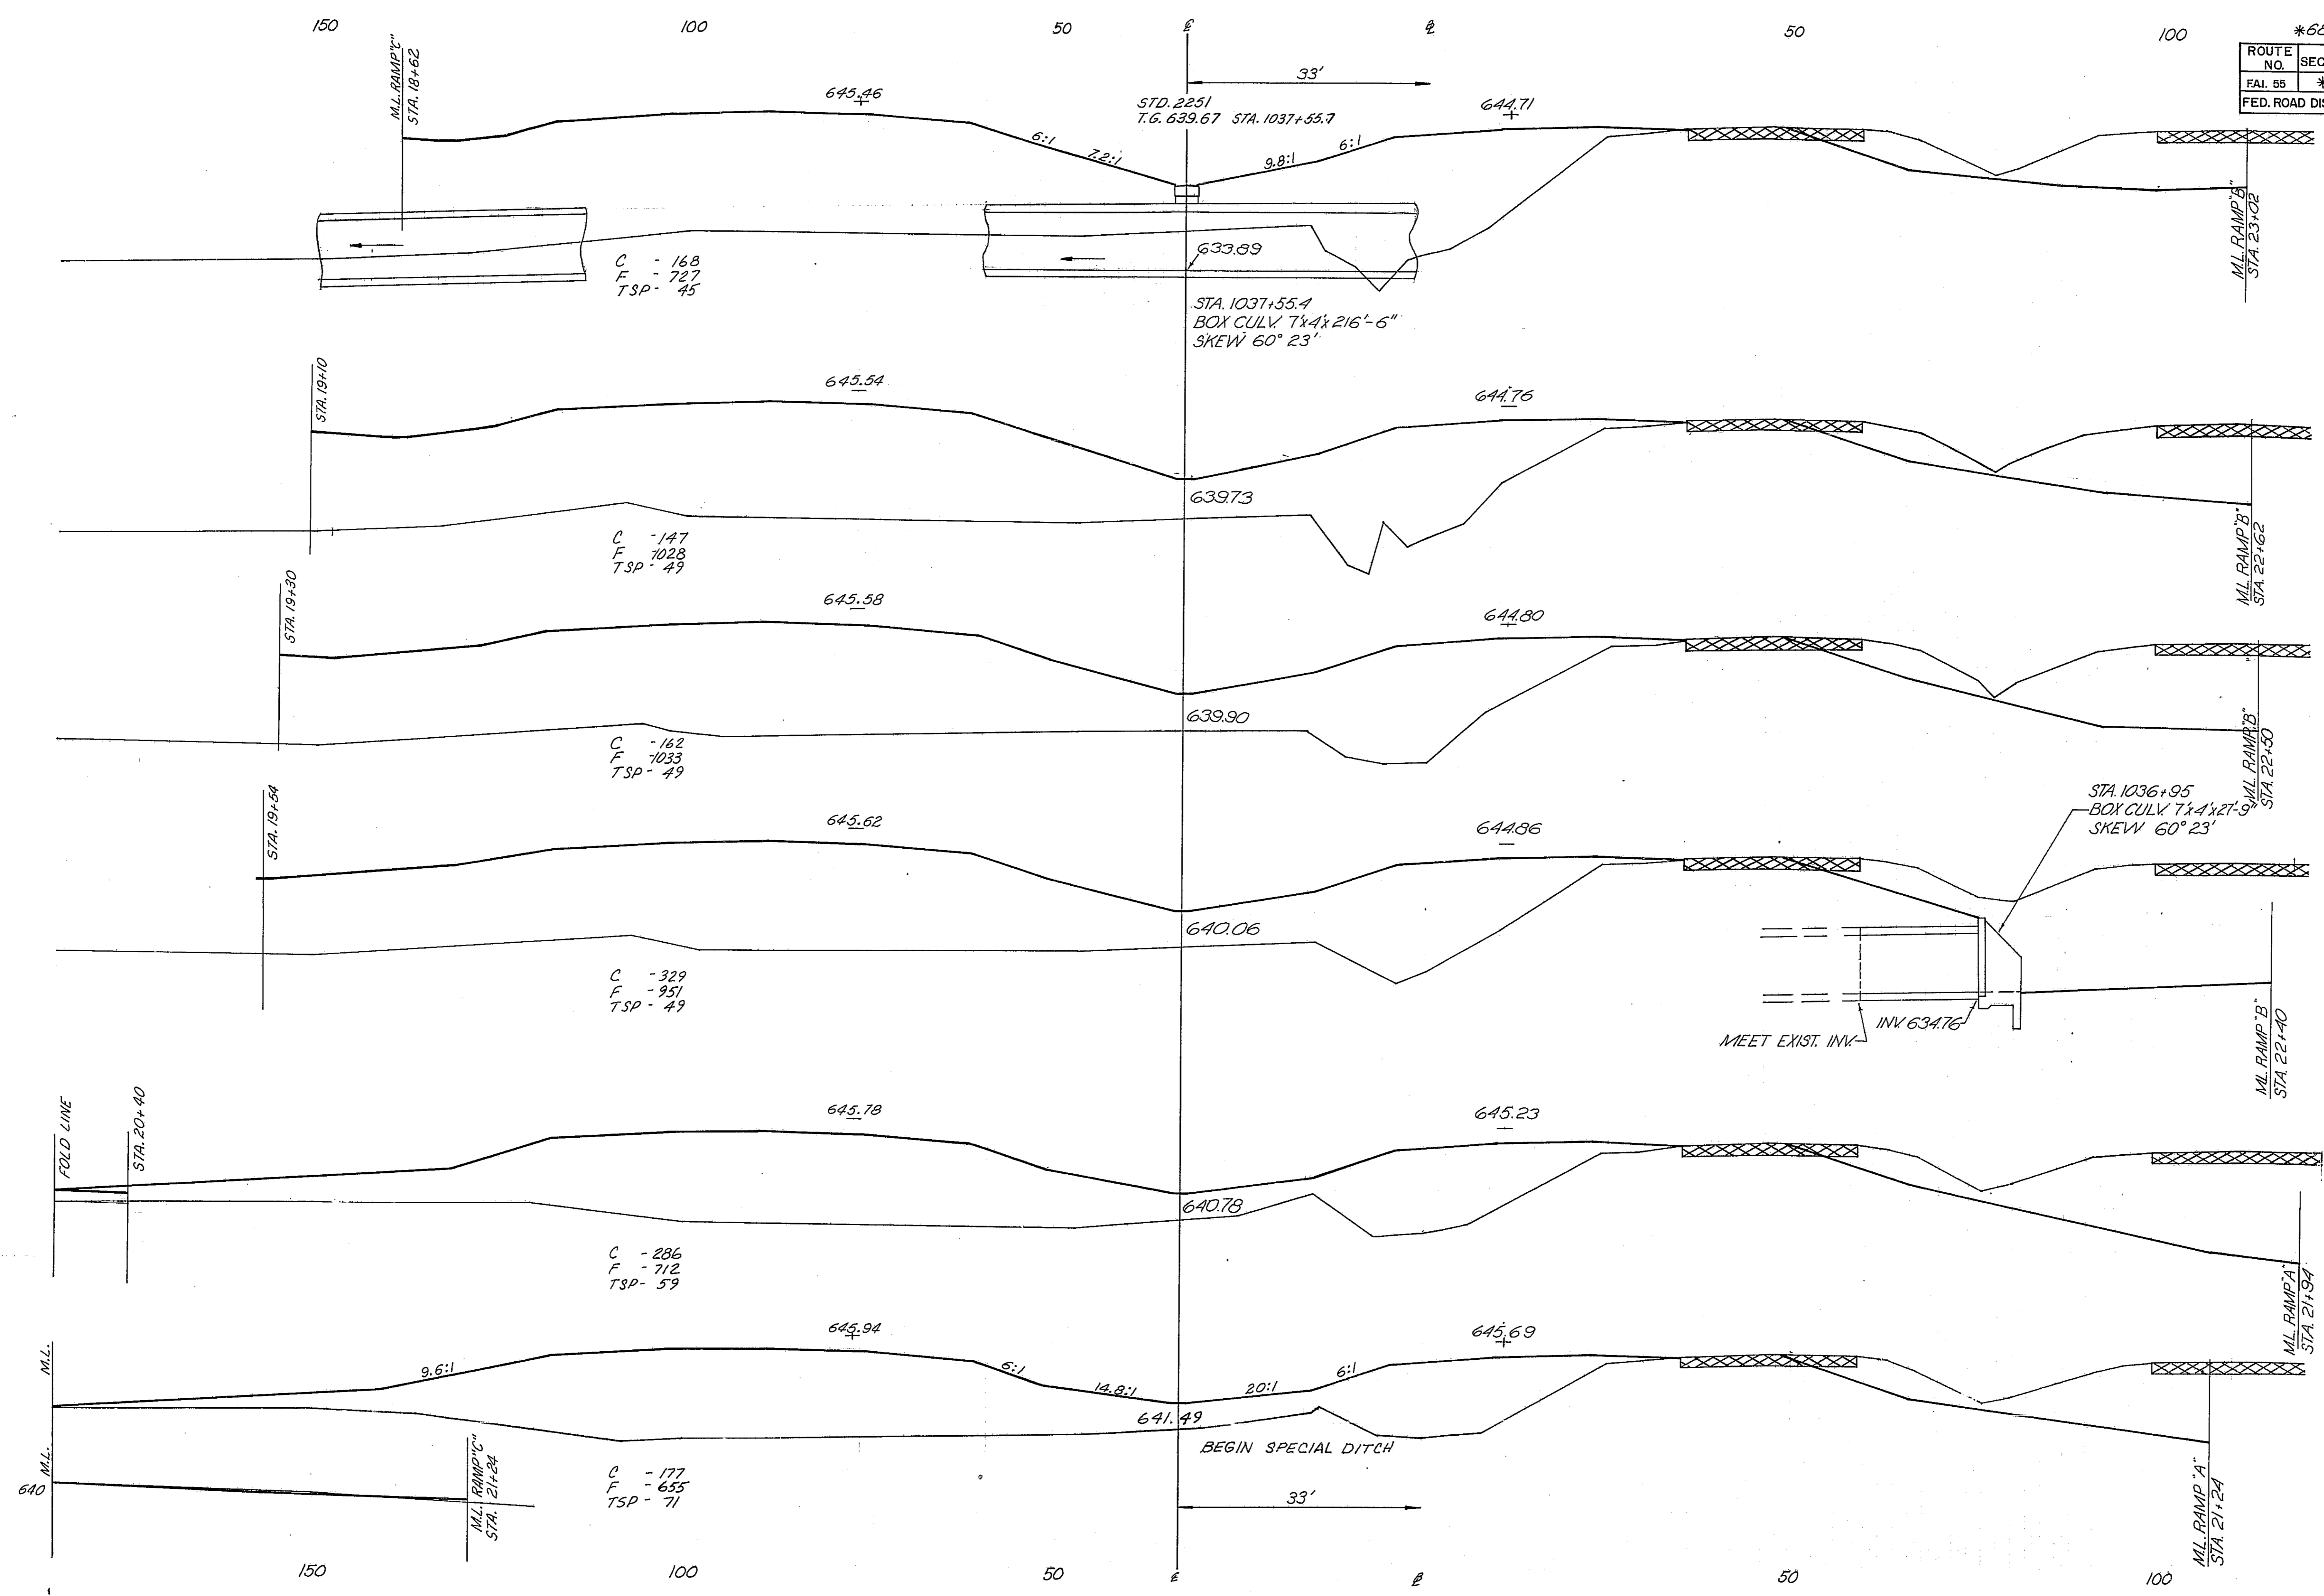 150 100 50 ℄ ℄ 50 100
ROUTE NO.
F.A.I. 55
*
FED. ROAD DIS
M.L. RAMP "C"
STA. 18+62
645.46
33'
STD. 2251
T.G. 639.67 STA. 1037+55.7
644.71
6:1
7.2:1
9.8:1
6:1
633.89
C - 168
F - 727
TSP - 45
STA. 1037+55.4
BOX CULV. 7'x4'x216'-6"
SKEW 60° 23'
M.L. RAMP "B"
STA. 23+02
STA. 19+10
645.54
644.76
639.73
C - 147
F - 1028
TSP - 49
M.L. RAMP "B"
STA. 22+62
STA. 19+30
645.58
644.80
639.90
C - 162
F - 1033
TSP - 49
M.L. RAMP "B"
STA. 22+50
STA. 19+54
645.62
644.86
STA. 1036+95
BOX CULV. 7'x4'x27'-9"
SKEW 60° 23'
640.06
C - 329
F - 951
TSP - 49
INV. 634.76
MEET EXIST. INV.
M.L. RAMP "B"
STA. 22+40
FOLD LINE
STA. 20+40
645.78
645.23
640.78
C - 286
F - 712
TSP - 59
M.L. RAMP "A"
STA. 21+94
M.L.
645.94
645.69
9.6:1
6:1
14.8:1
20:1
6:1
641.49
BEGIN SPECIAL DITCH
M.L.
640
M.L. RAMP "C"
STA. 21+24
C - 177
F - 655
TSP - 71
33'
M.L. RAMP "A"
STA. 21+24
150 100 50 ℄ ℄ 50 100